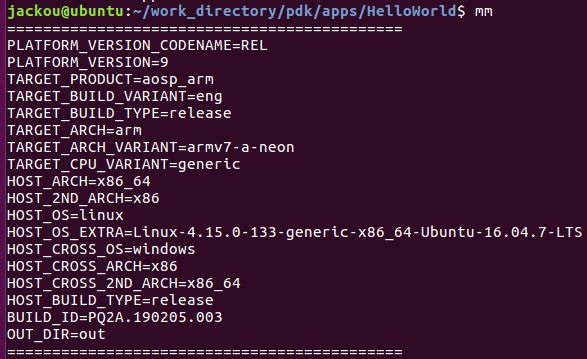 jackou@ubuntu:~/work_directory/pdk/apps/HelloWorld$ mm
============================================
PLATFORM_VERSION_CODENAME=REL
PLATFORM_VERSION=9
TARGET_PRODUCT=aosp_arm
TARGET_BUILD_VARIANT=eng
TARGET_BUILD_TYPE=release
TARGET_ARCH=arm
TARGET_ARCH_VARIANT=armv7-a-neon
TARGET_CPU_VARIANT=generic
HOST_ARCH=x86_64
HOST_2ND_ARCH=x86
HOST_OS=linux
HOST_OS_EXTRA=Linux-4.15.0-133-generic-x86_64-Ubuntu-16.04.7-LTS
HOST_CROSS_OS=windows
HOST_CROSS_ARCH=x86
HOST_CROSS_2ND_ARCH=x86_64
HOST_BUILD_TYPE=release
BUILD_ID=PQ2A.190205.003
OUT_DIR=out
============================================